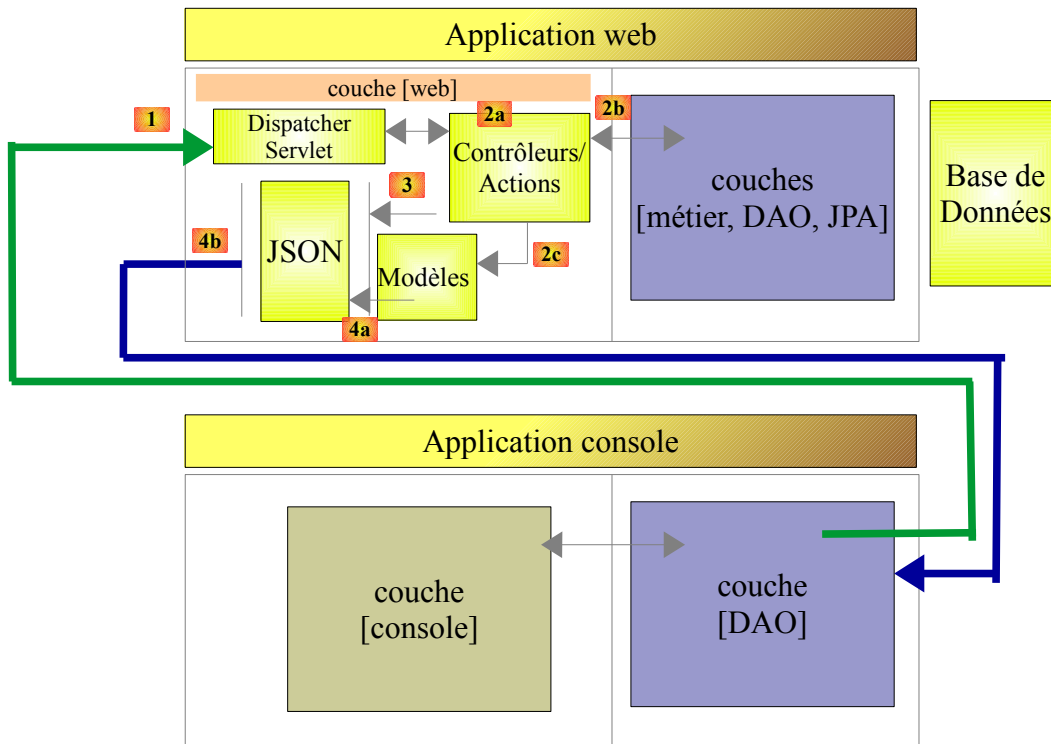 Application web
couche [web]
1
Dispatcher
Servlet
2a
Contrôleurs/
Actions
2b
couches
[métier, DAO, JPA]
Base de
Données
3
4b
JSON
Modèles
2c
4a
Application console
couche
[console]
couche
[DAO]